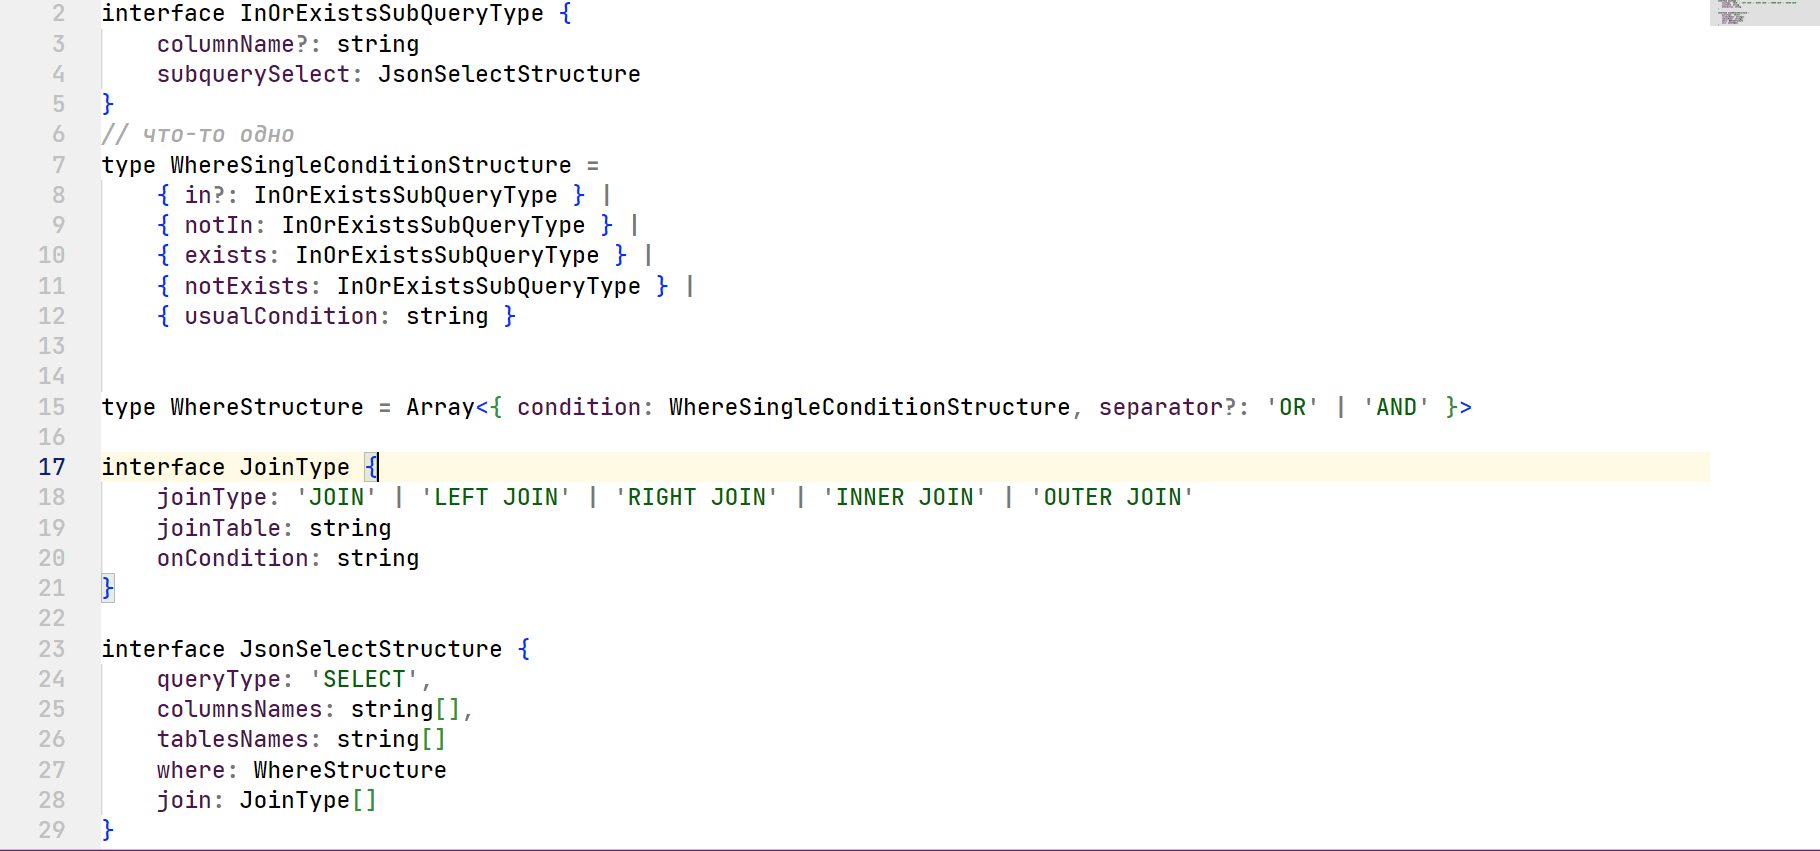 2 interface InOrExistsSubQueryType {
3     columnName?: string
4     subquerySelect: JsonSelectStructure
5 }
6 // что-то одно
7 type WhereSingleConditionStructure =
8     { in?: InOrExistsSubQueryType } |
9     { notIn: InOrExistsSubQueryType } |
10     { exists: InOrExistsSubQueryType } |
11     { notExists: InOrExistsSubQueryType } |
12     { usualCondition: string }
13
14
15 type WhereStructure = Array<{ condition: WhereSingleConditionStructure, separator?: 'OR' | 'AND' }>
16
17 interface JoinType {
18     joinType: 'JOIN' | 'LEFT JOIN' | 'RIGHT JOIN' | 'INNER JOIN' | 'OUTER JOIN'
19     joinTable: string
20     onCondition: string
21 }
22
23 interface JsonSelectStructure {
24     queryType: 'SELECT',
25     columnsNames: string[],
26     tablesNames: string[]
27     where: WhereStructure
28     join: JoinType[]
29 }